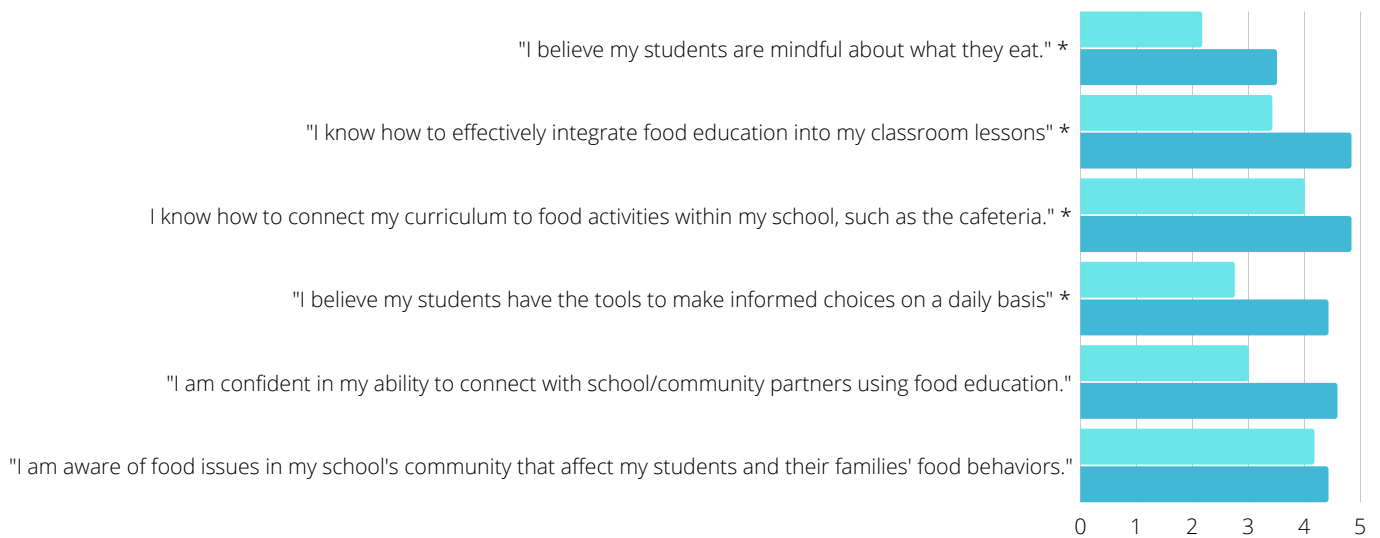 "I believe my students are mindful about what they eat." *
"I know how to effectively integrate food education into my classroom lessons" *
I know how to connect my curriculum to food activities within my school, such as the cafeteria." *
"I believe my students have the tools to make informed choices on a daily basis" *
"I am confident in my ability to connect with school/community partners using food education."
"I am aware of food issues in my school's community that affect my students and their families' food behaviors."
0 1 2 3 4 5